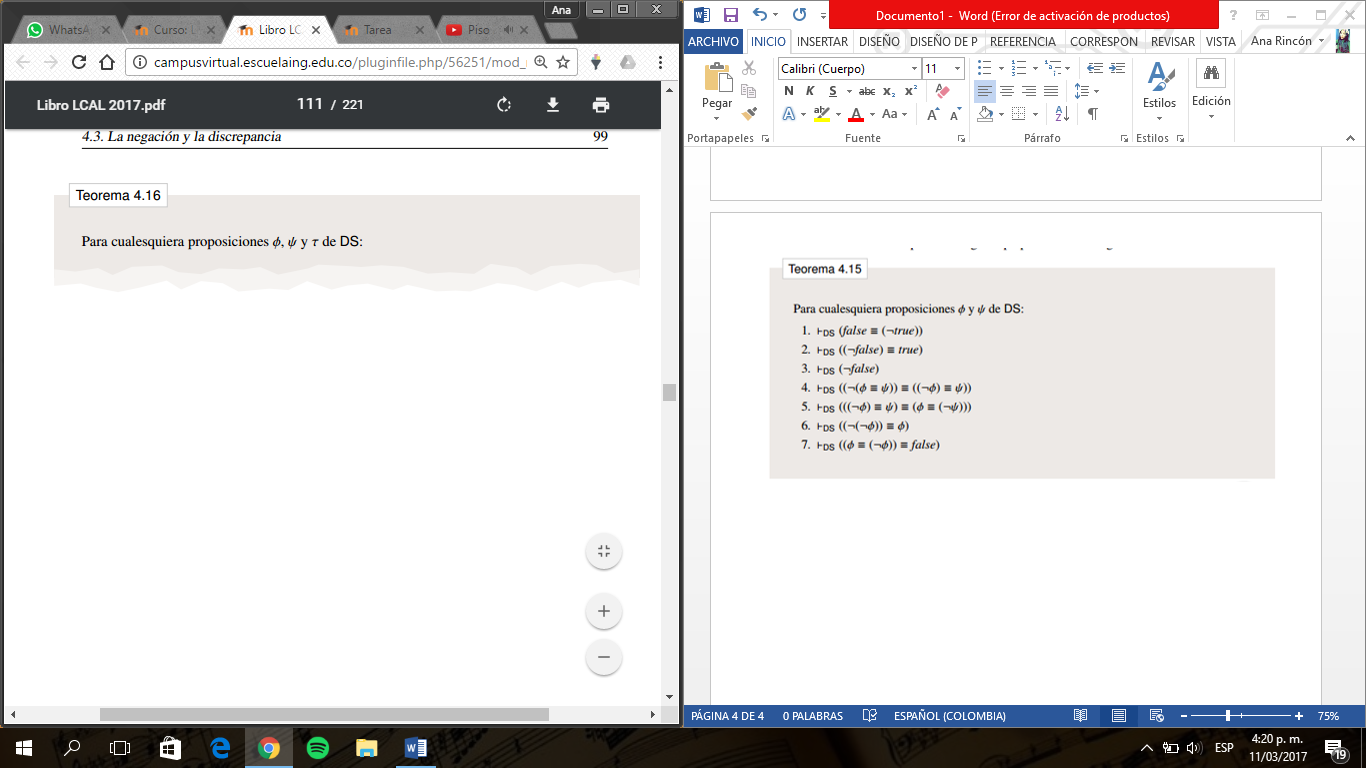 Ana
WhatsA
Curso: L
Libro LC
Tarea
Piso
campusvirtual.escuelaing.edu.co/pluginfile.php/56251/mod_
Libro LCAL 2017.pdf
111 / 221
4.3. La negación y la discrepancia
99
Teorema 4.16
Para cualesquiera proposiciones ϕ, ψ y τ de DS:
Documento1 - Word (Error de activación de productos)
ARCHIVO INICIO INSERTAR DISEÑO DISEÑO DE P REFERENCIA CORRESPON REVISAR VISTA Ana Rincón
Calibri (Cuerpo) 11
Pegar
N K S abc x₂ x²
A ab A Aa A A
Estilos
Edición
Portapapeles Fuente Párrafo Estilos
Teorema 4.15
Para cualesquiera proposiciones ϕ y ψ de DS:
1. ⊢DS (false ≡ (¬true))
2. ⊢DS ((¬false) ≡ true)
3. ⊢DS (¬false)
4. ⊢DS ((¬(ϕ ≡ ψ)) ≡ ((¬ϕ) ≡ ψ))
5. ⊢DS (((¬ϕ) ≡ ψ) ≡ (ϕ ≡ (¬ψ)))
6. ⊢DS ((¬(¬ϕ)) ≡ ϕ)
7. ⊢DS ((ϕ ≡ (¬ϕ)) ≡ false)
PÁGINA 4 DE 4 0 PALABRAS ESPAÑOL (COLOMBIA) 75%
ESP
4:20 p. m.
11/03/2017
19